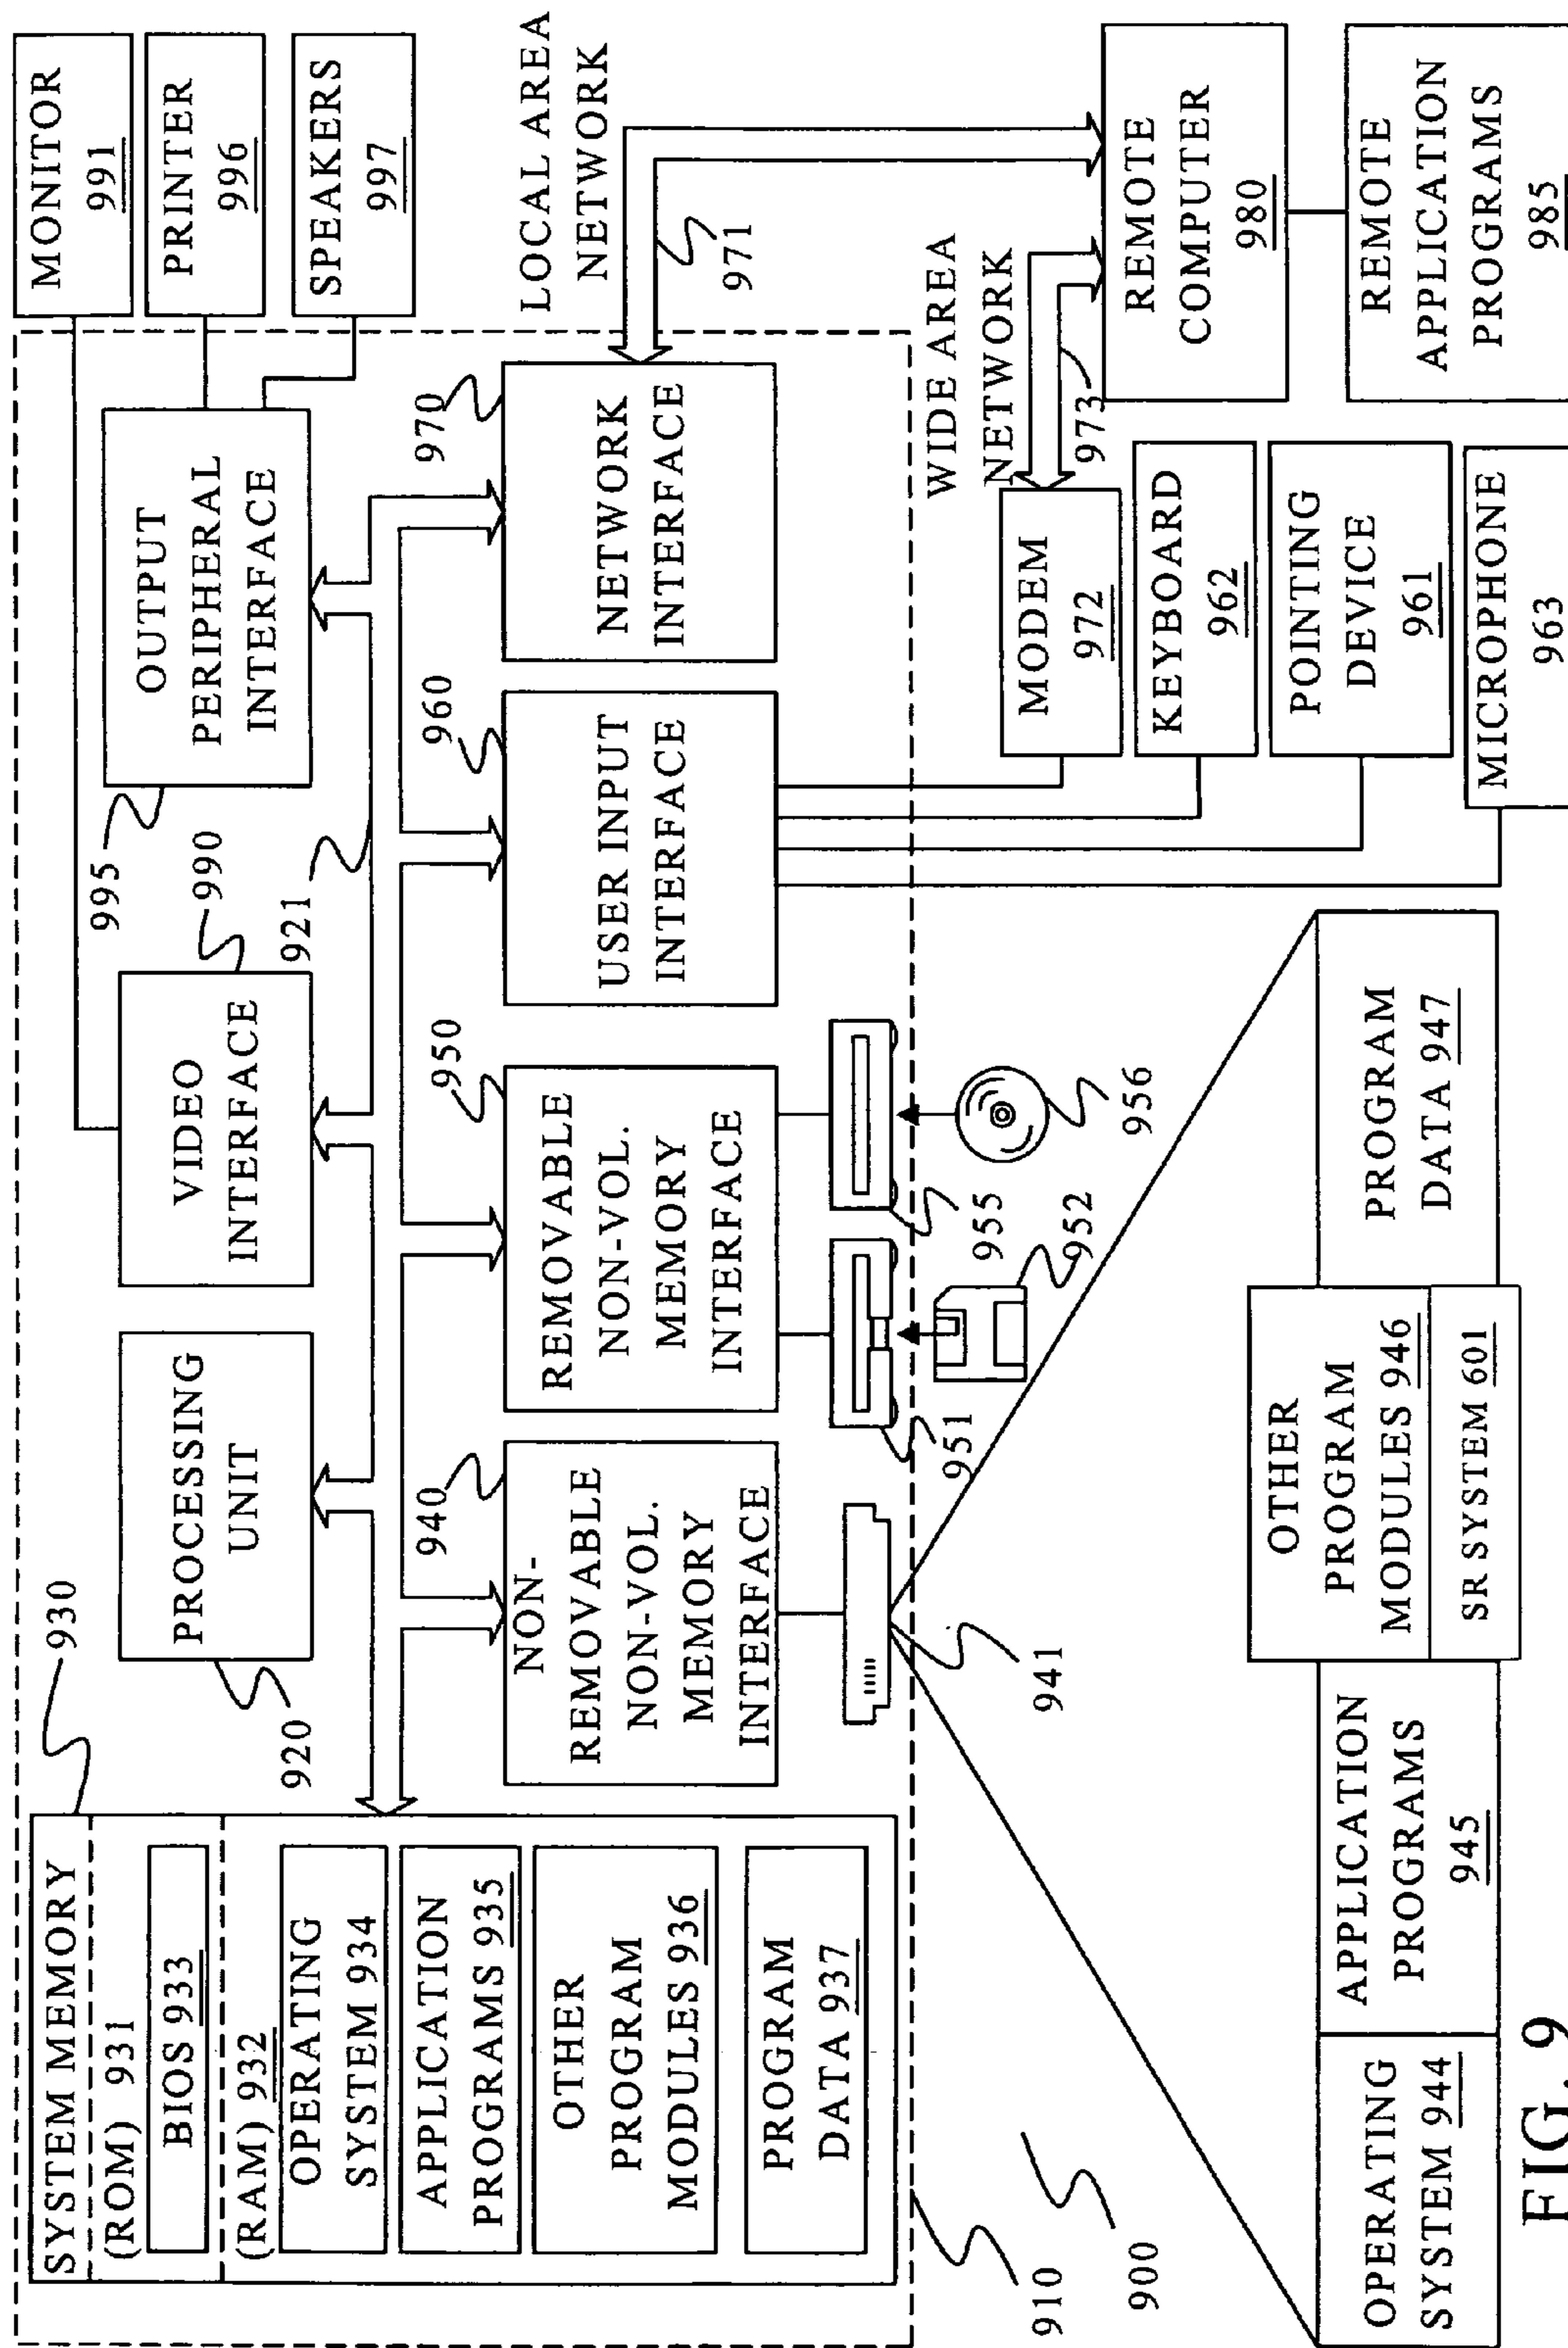 SYSTEM MEMORY
(ROM) 931
BIOS 933
(RAM) 932
OPERATING
SYSTEM 934
APPLICATION
PROGRAMS 935
OTHER
PROGRAM
MODULES 936
PROGRAM
DATA 937
930
PROCESSING
UNIT
920
VIDEO
INTERFACE
990
921
OUTPUT
PERIPHERAL
INTERFACE
995
MONITOR
991
PRINTER
996
SPEAKERS
997
940
NON-
REMOVABLE
NON-VOL.
MEMORY
INTERFACE
950
REMOVABLE
NON-VOL.
MEMORY
INTERFACE
960
USER INPUT
INTERFACE
970
NETWORK
INTERFACE
LOCAL AREA
NETWORK
971
941
951
952
955
956
WIDE AREA
NETWORK
973
MODEM
972
KEYBOARD
962
POINTING
DEVICE
961
MICROPHONE
963
REMOTE
COMPUTER
980
REMOTE
APPLICATION
PROGRAMS
985
910
900
OPERATING
SYSTEM 944
APPLICATION
PROGRAMS
945
OTHER
PROGRAM
MODULES 946
SR SYSTEM 601
PROGRAM
DATA 947
FIG. 9